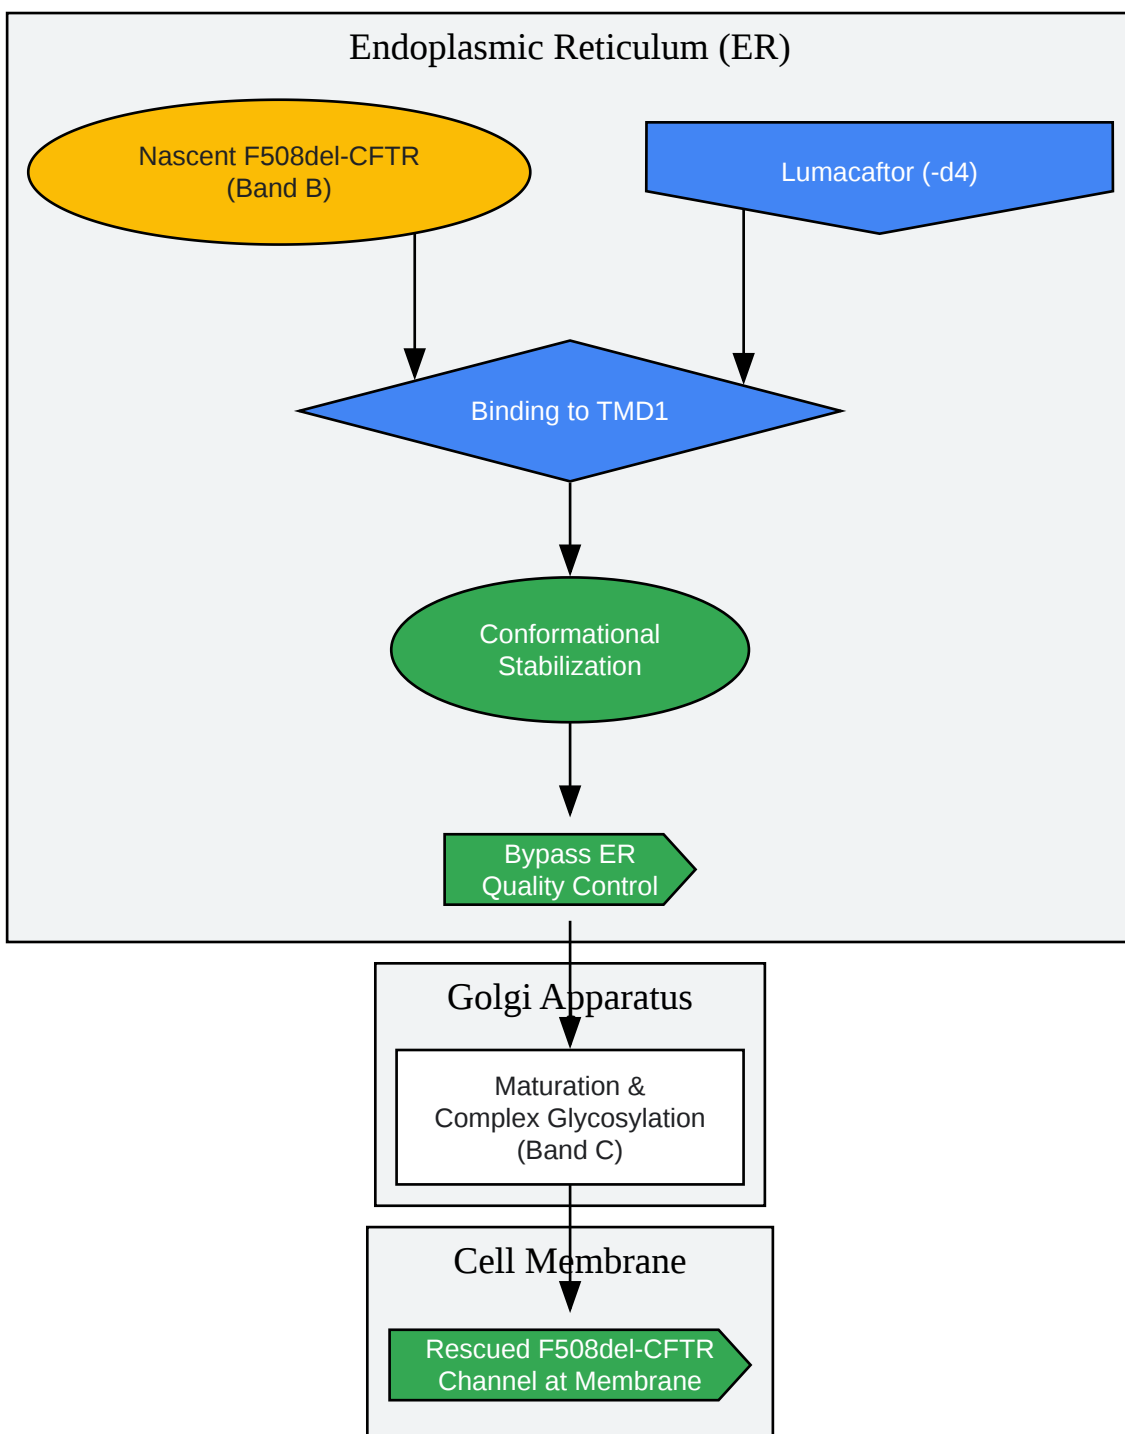 Endoplasmic Reticulum (ER)
Nascent F508del-CFTR
(Band B)
Lumacaftor (-d4)
Binding to TMD1
Conformational
Stabilization
Bypass ER
Quality Control
Golgi Apparatus
Maturation &
Complex Glycosylation
(Band C)
Cell Membrane
Rescued F508del-CFTR
Channel at Membrane